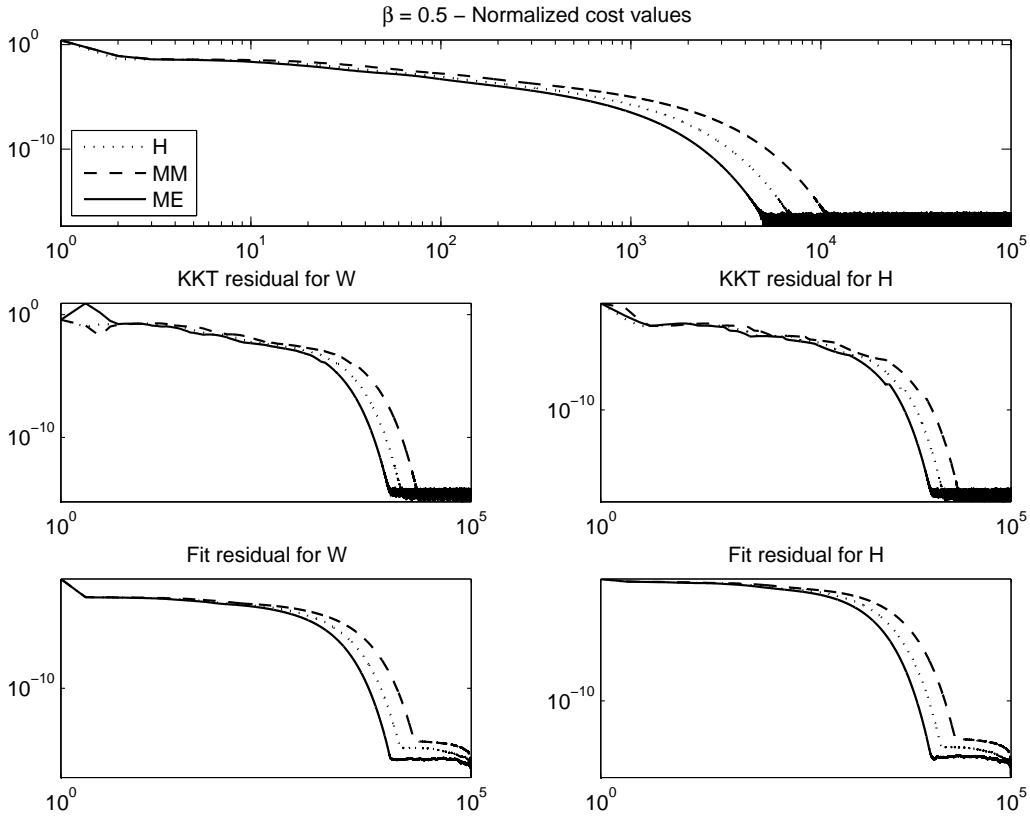 β = 0.5 − Normalized cost values
10^0
10^−10
H
MM
ME
10^0 10^1 10^2 10^3 10^4 10^5
KKT residual for W
10^0
10^−10
10^0 10^5
KKT residual for H
10^−10
10^0 10^5
Fit residual for W
10^−10
10^0 10^5
Fit residual for H
10^−10
10^0 10^5